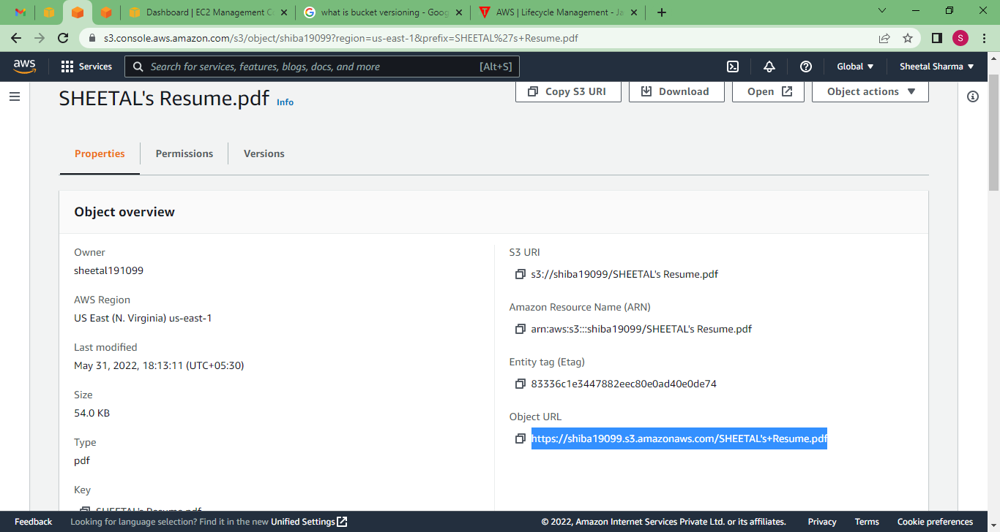 Dashboard | EC2 Management C
what is bucket versioning - Goog
AWS | Lifecycle Management - Ja
s3.console.aws.amazon.com/s3/object/shiba19099?region=us-east-1&prefix=SHEETAL%27s+Resume.pdf
S
aws
Services
Search for services, features, blogs, docs, and more
[Alt+S]
Global
Sheetal Sharma
SHEETAL's Resume.pdf
Info
Copy S3 URI
Download
Open
Object actions
Properties
Permissions
Versions
Object overview
Owner
sheetal191099
AWS Region
US East (N. Virginia) us-east-1
Last modified
May 31, 2022, 18:13:11 (UTC+05:30)
Size
54.0 KB
Type
pdf
Key
SHEETAL's Resume.pdf
S3 URI
s3://shiba19099/SHEETAL's Resume.pdf
Amazon Resource Name (ARN)
arn:aws:s3:::shiba19099/SHEETAL's Resume.pdf
Entity tag (Etag)
83336c1e3447882eec80e0ad40e0de74
Object URL
https://shiba19099.s3.amazonaws.com/SHEETAL's+Resume.pdf
Feedback
Looking for language selection? Find it in the new Unified Settings
© 2022, Amazon Internet Services Private Ltd. or its affiliates.
Privacy
Terms
Cookie preferences